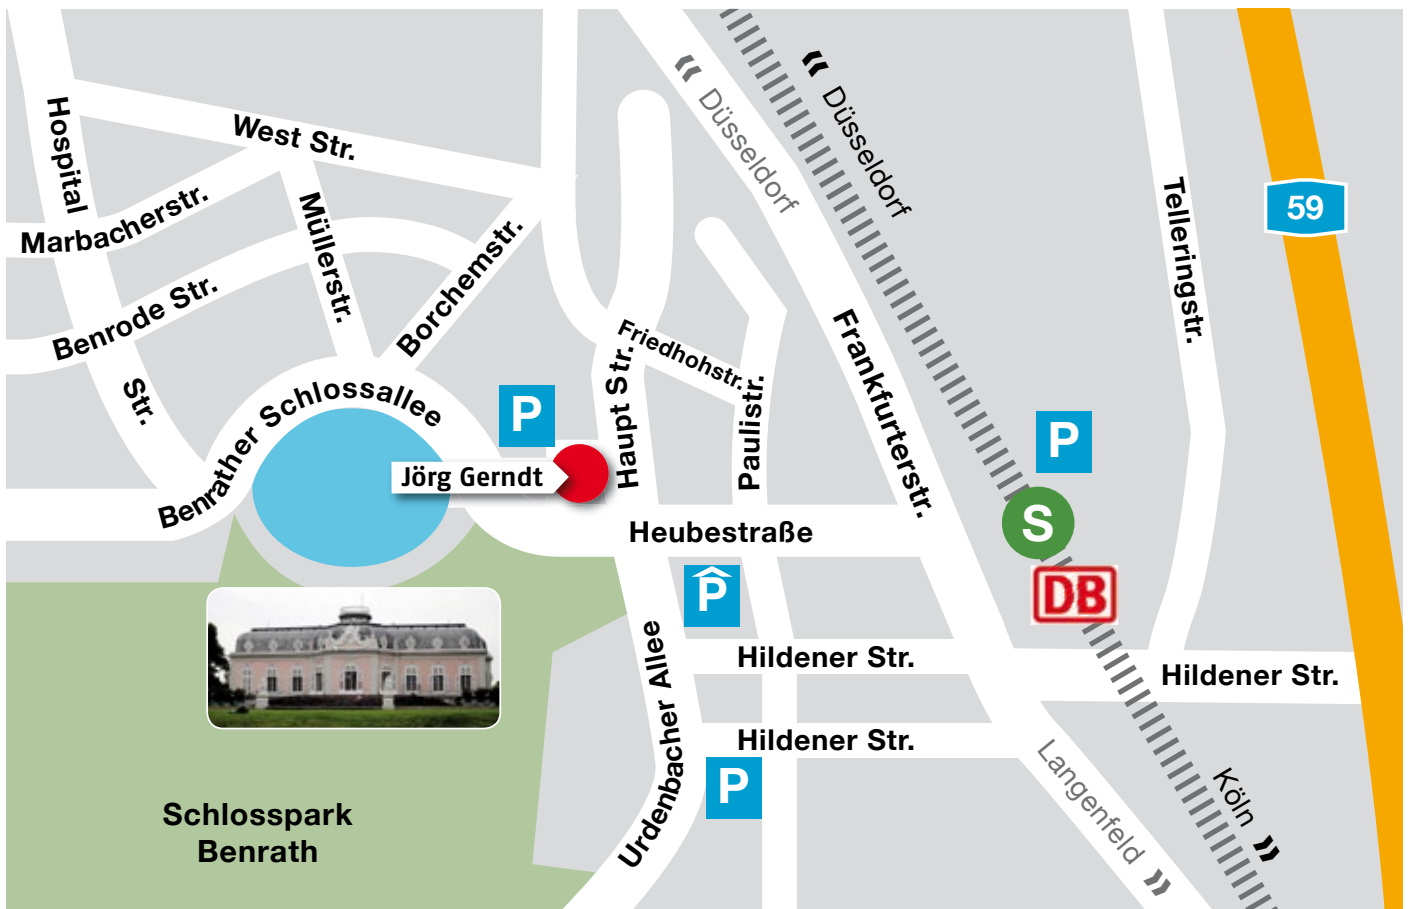 « Düsseldorf
« Düsseldorf
Hospital
Str.
West Str.
Marbacherstr.
Müllerstr.
Benrode Str.
Borchemstr.
Benrather Schlossallee
Telleringstr.
59
Friedhohstr.
Haupt Str.
Paulistr.
Frankfurterstr.
P
P
Jörg Gerndt
S
Heubestraße
DB
P
Urdenbacher Allee
Hildener Str.
Hildener Str.
Hildener Str.
P
Langenfeld »
Köln »
Schlosspark
Benrath